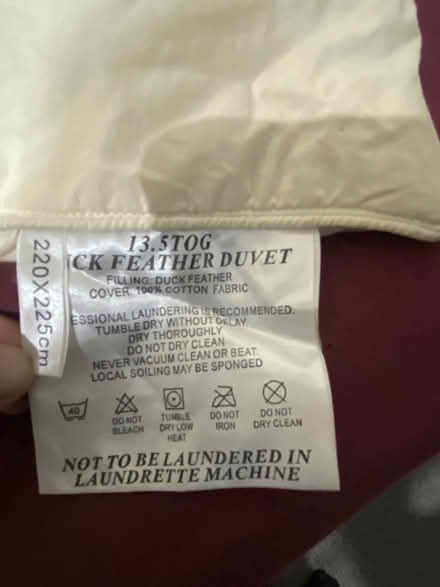 13.5TOG
CK FEATHER DUVET
FILLING: DUCK FEATHER
COVER: 100% COTTON FABRIC
ESSIONAL LAUNDERING IS RECOMMENDED.
TUMBLE DRY WITHOUT DELAY
DRY THOROUGHLY
DO NOT DRY CLEAN
NEVER VACUUM CLEAN OR BEAT.
LOCAL SOILING MAY BE SPONGED
40
DO NOT
BLEACH
TUMBLE
DRY LOW
HEAT
DO NOT
IRON
DO NOT
DRY CLEAN
NOT TO BE LAUNDERED IN
LAUNDRETTE MACHINE
220X225cm